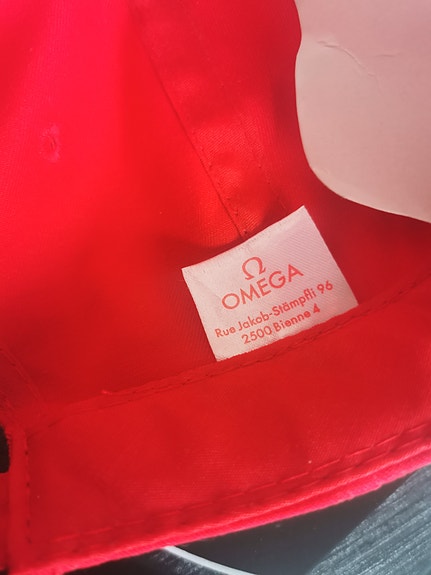 Ω
OMEGA
Rue Jakob-Stämpfli 96
2500 Bienne 4